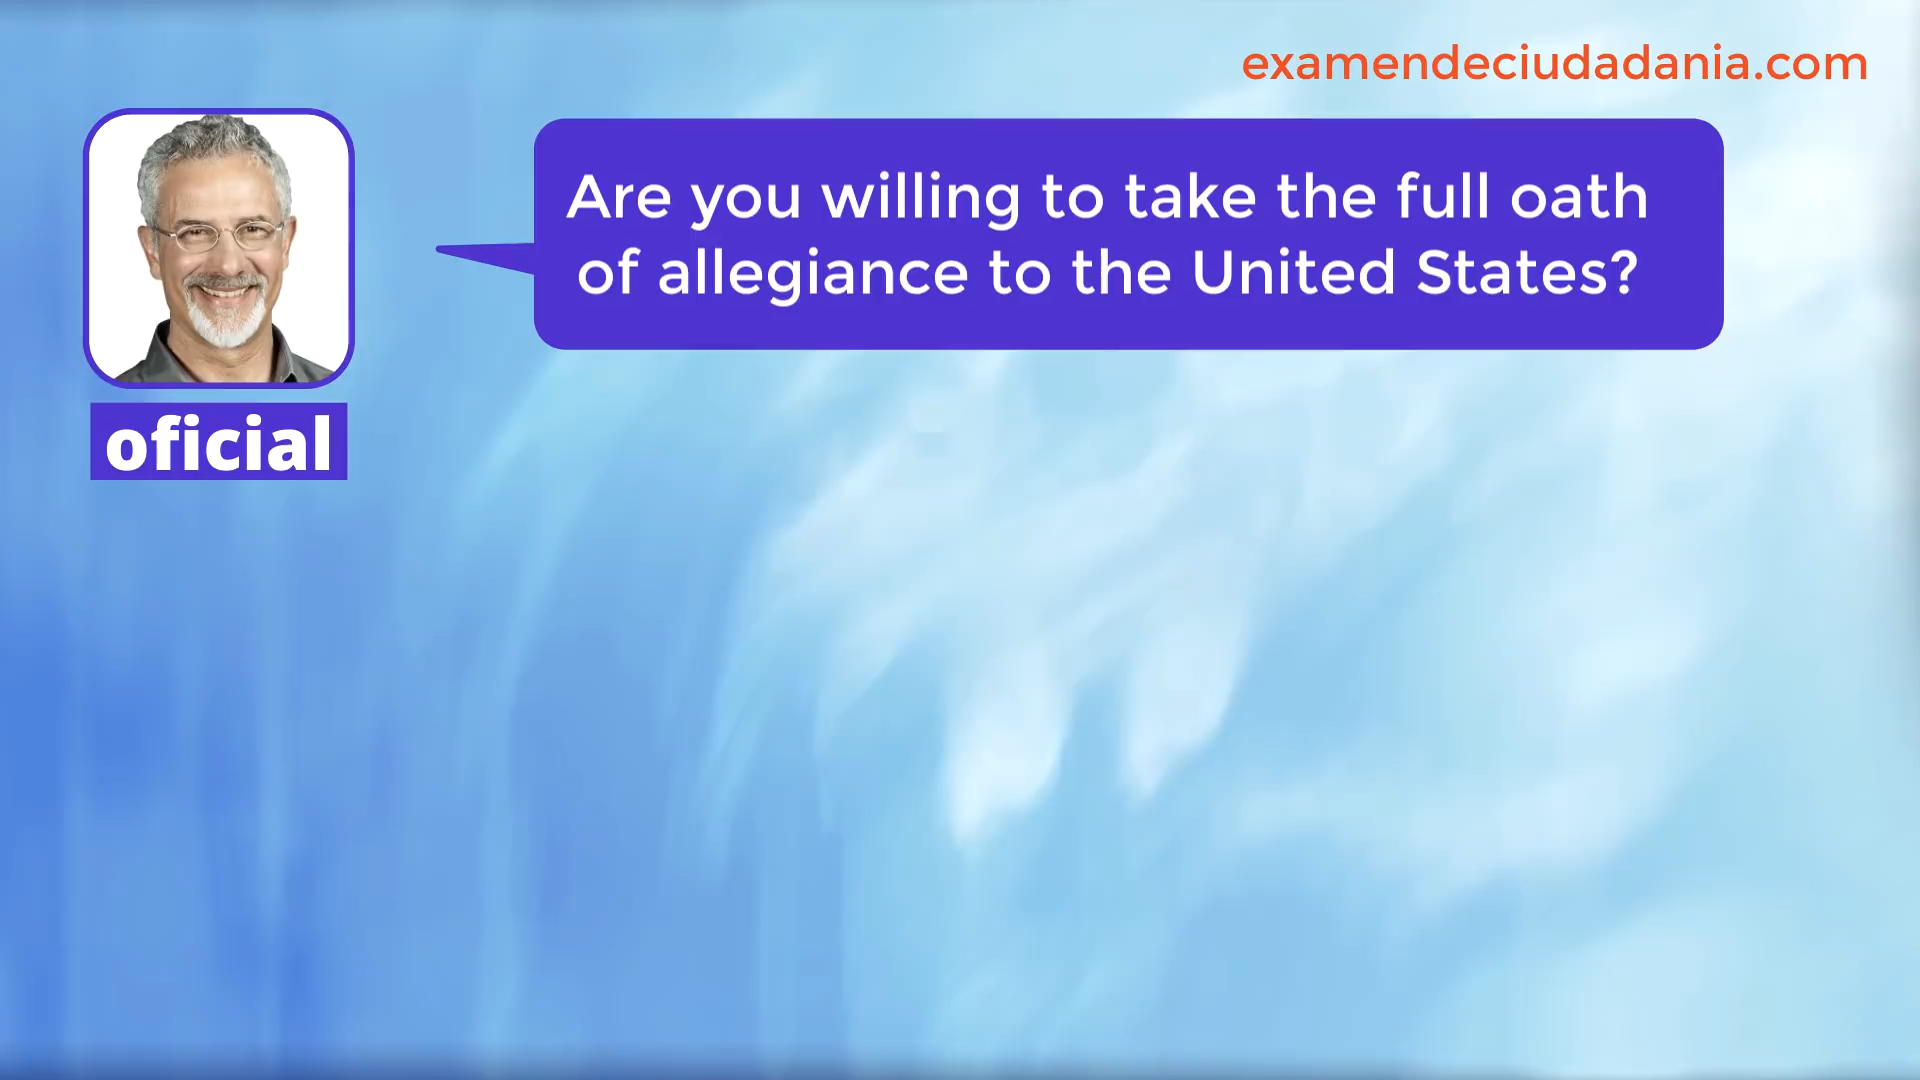 examendeciudadania.com
Are you willing to take the full oath
of allegiance to the United States?
oficial